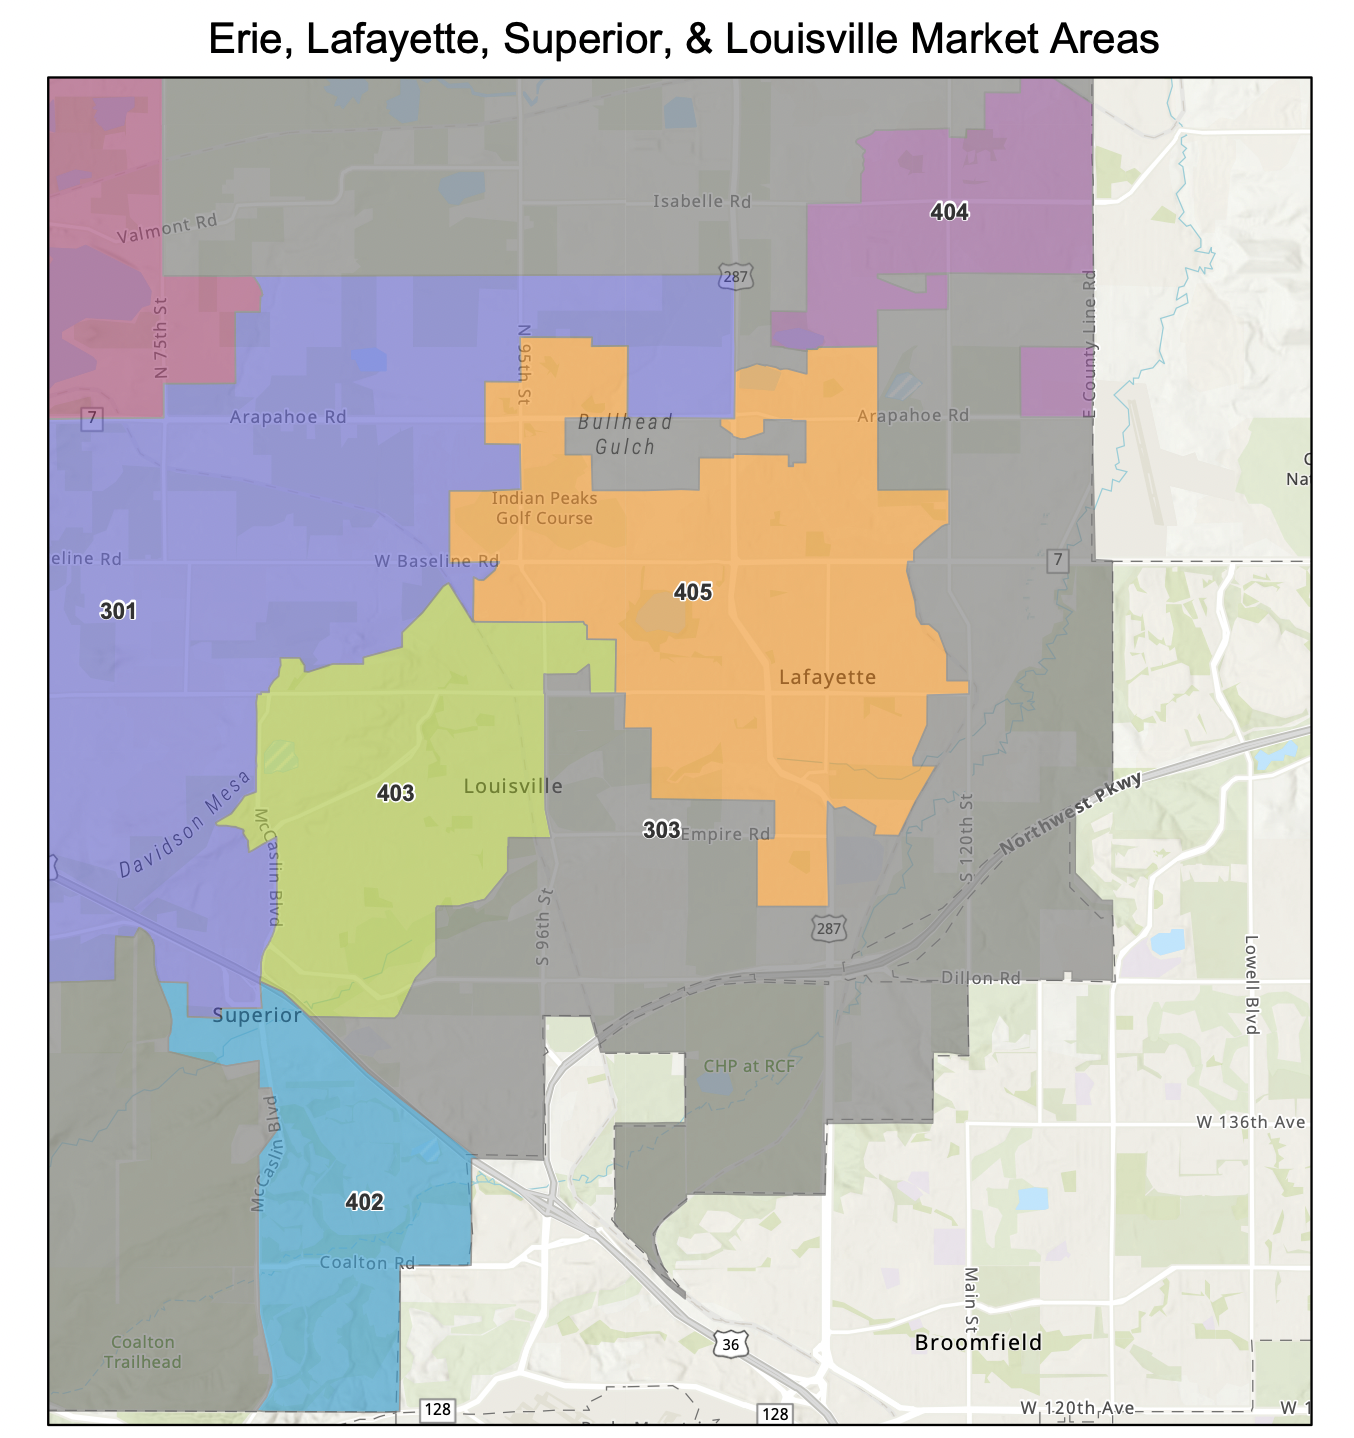 Erie, Lafayette, Superior, & Louisville Market Areas
Isabelle Rd
404
Valmont Rd
287
E County Line Rd
N 75th St
N 95th St
7
Arapahoe Rd
Arapahoe Rd
Bullhead
Gulch
Indian Peaks
Golf Course
Nat
eline Rd
W Baseline Rd
7
301
405
Lafayette
Davidson Mesa
403
Louisville
McCaslin Blvd
303
Empire Rd
S 120th St
Northwest Pkwy
S 96th St
287
Dillon Rd
Lowell Blvd
Superior
CHP at RCF
McCaslin Blvd
W 136th Ave
402
Coalton Rd
Main St
Coalton
Trailhead
36
Broomfield
128
128
W 120th Ave
W 1